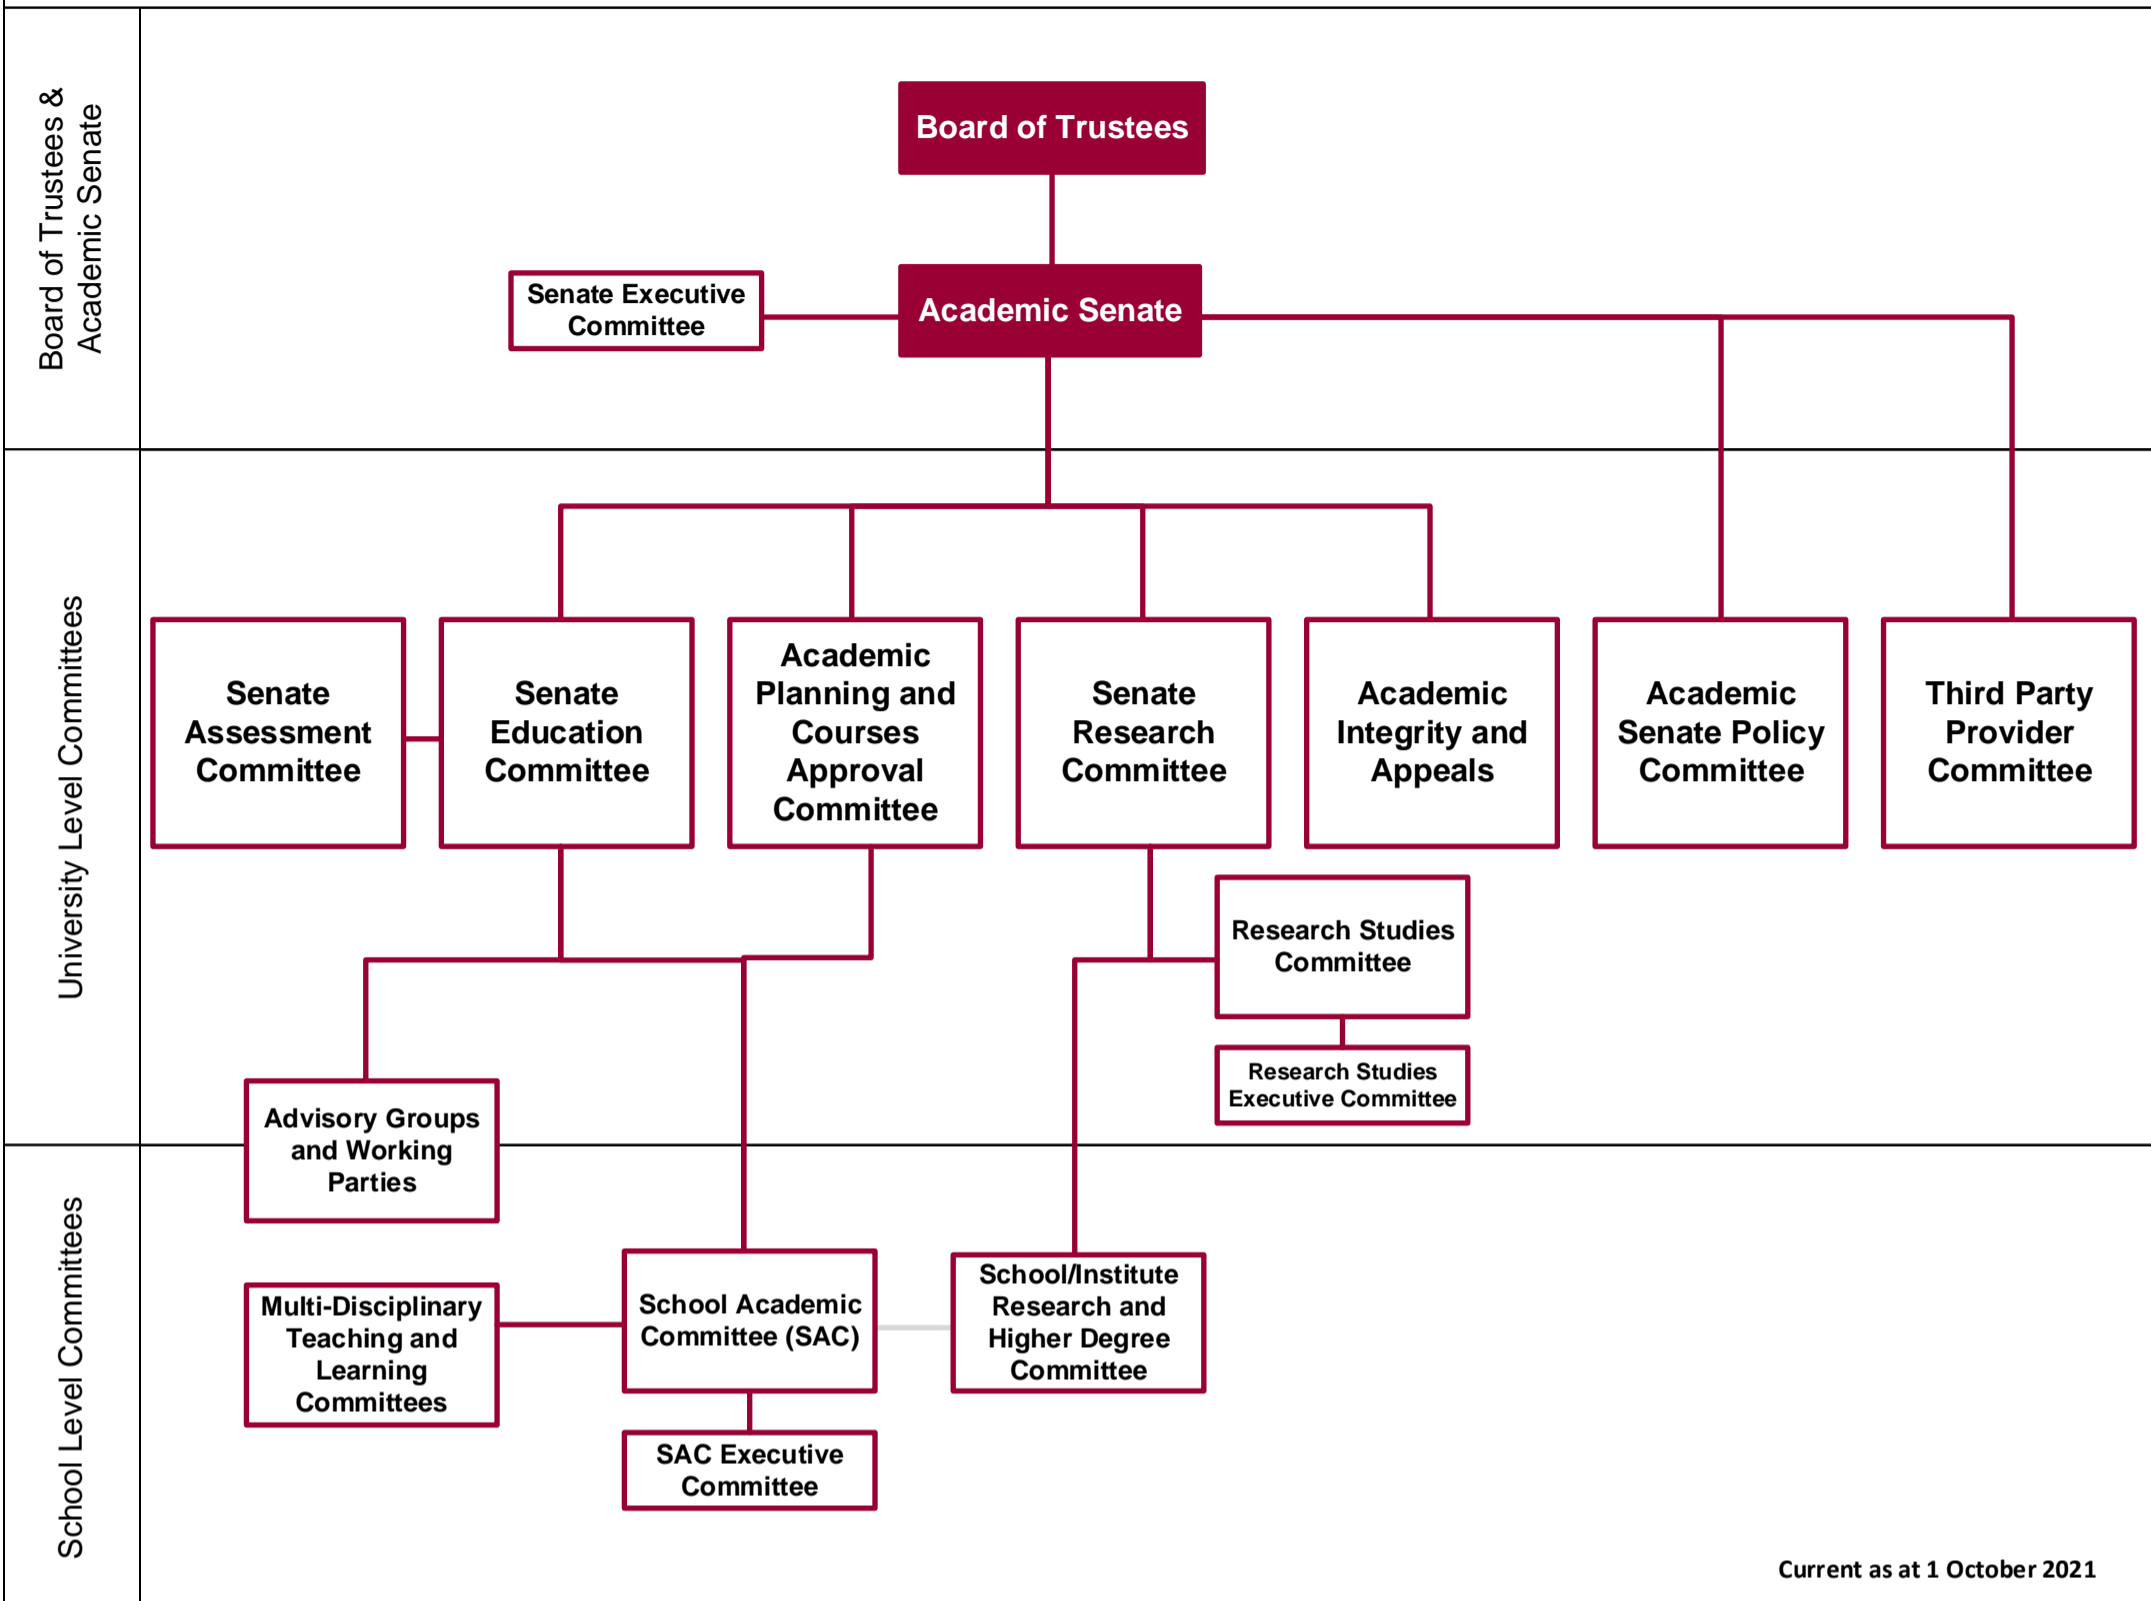 Board of Trustees &
Academic Senate
Board of Trustees
Senate Executive
Committee
Academic Senate
University Level Committees
Senate
Assessment
Committee
Senate
Education
Committee
Academic
Planning and
Courses
Approval
Committee
Senate
Research
Committee
Academic
Integrity and
Appeals
Academic
Senate Policy
Committee
Third Party
Provider
Committee
Research Studies
Committee
Research Studies
Executive Committee
Advisory Groups
and Working
Parties
School Level Committees
Multi-Disciplinary
Teaching and
Learning
Committees
School Academic
Committee (SAC)
School/Institute
Research and
Higher Degree
Committee
SAC Executive
Committee
Current as at 1 October 2021